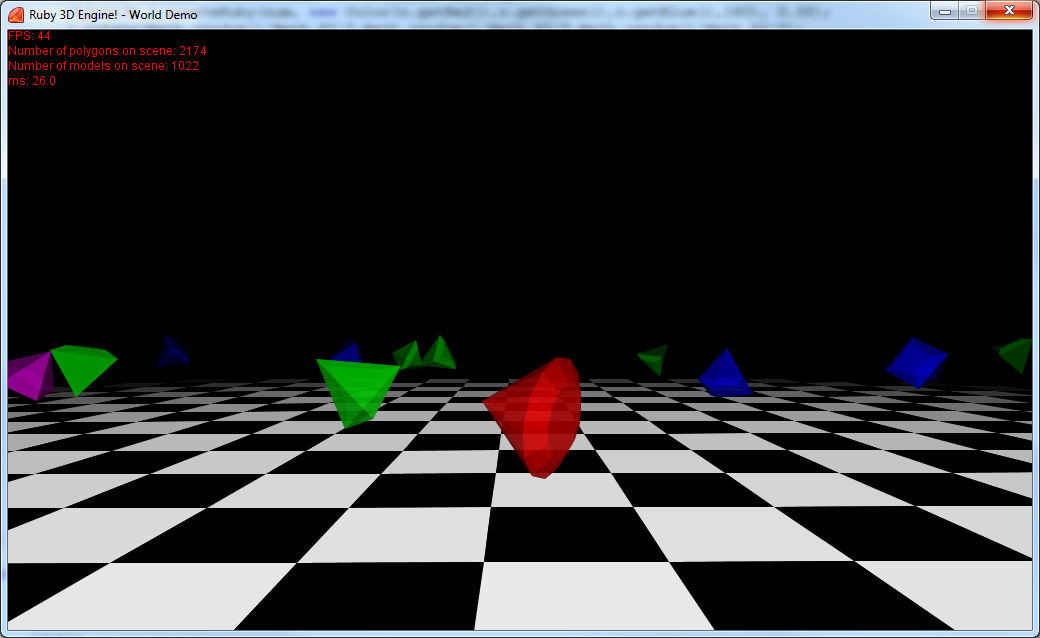 Ruby 3D Engine! - World Demo
FPS: 44
Number of polygons on scene: 2174
Number of models on scene: 1022
ms: 26.0